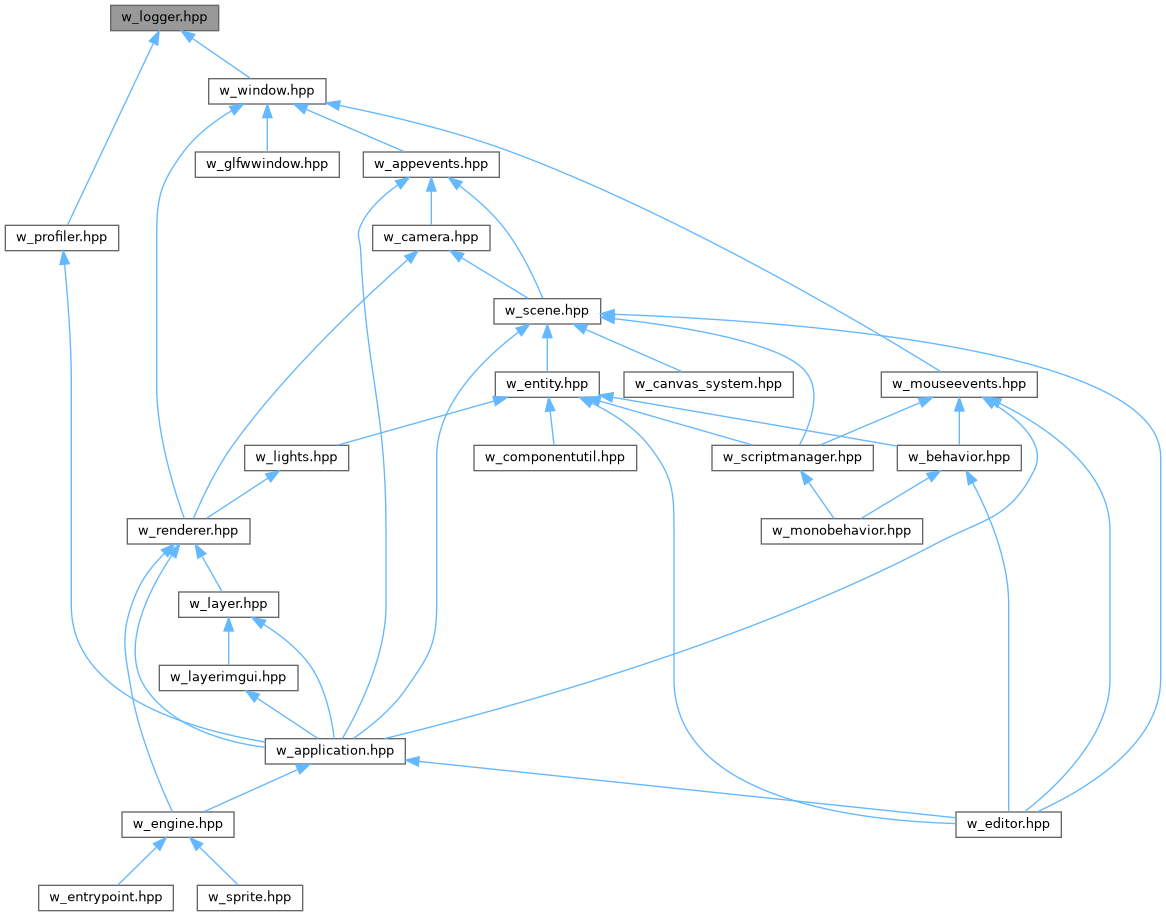 w_logger.hpp
w_window.hpp
w_glfwwindow.hpp
w_appevents.hpp
w_profiler.hpp
w_camera.hpp
w_scene.hpp
w_entity.hpp
w_canvas_system.hpp
w_mouseevents.hpp
w_lights.hpp
w_componentutil.hpp
w_scriptmanager.hpp
w_behavior.hpp
w_renderer.hpp
w_monobehavior.hpp
w_layer.hpp
w_layerimgui.hpp
w_application.hpp
w_engine.hpp
w_editor.hpp
w_entrypoint.hpp
w_sprite.hpp